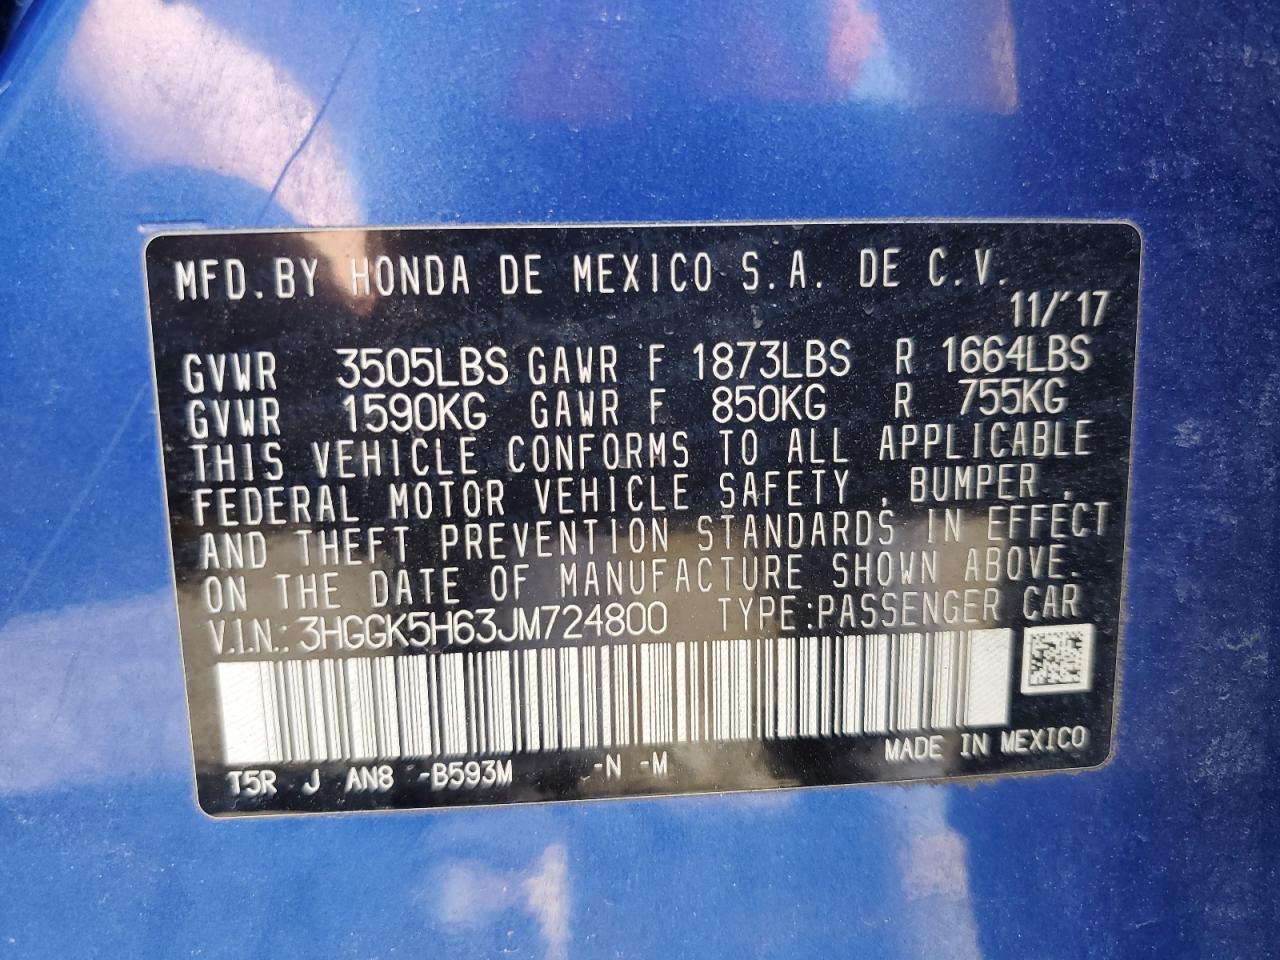 MFD.BY HONDA DE MEXICO S.A. DE C.V.
11/'17
GVWR 3505LBS GAWR F 1873LBS R 1664LBS
GVWR 1590KG GAWR F 850KG R 755KG
THIS VEHICLE CONFORMS TO ALL APPLICABLE
FEDERAL MOTOR VEHICLE SAFETY , BUMPER ,
AND THEFT PREVENTION STANDARDS IN EFFECT
ON THE DATE OF MANUFACTURE SHOWN ABOVE.
V.I.N.: 3HGGK5H63JM724800 TYPE:PASSENGER CAR
MADE IN MEXICO
T5R J AN8 -B593M -N -M